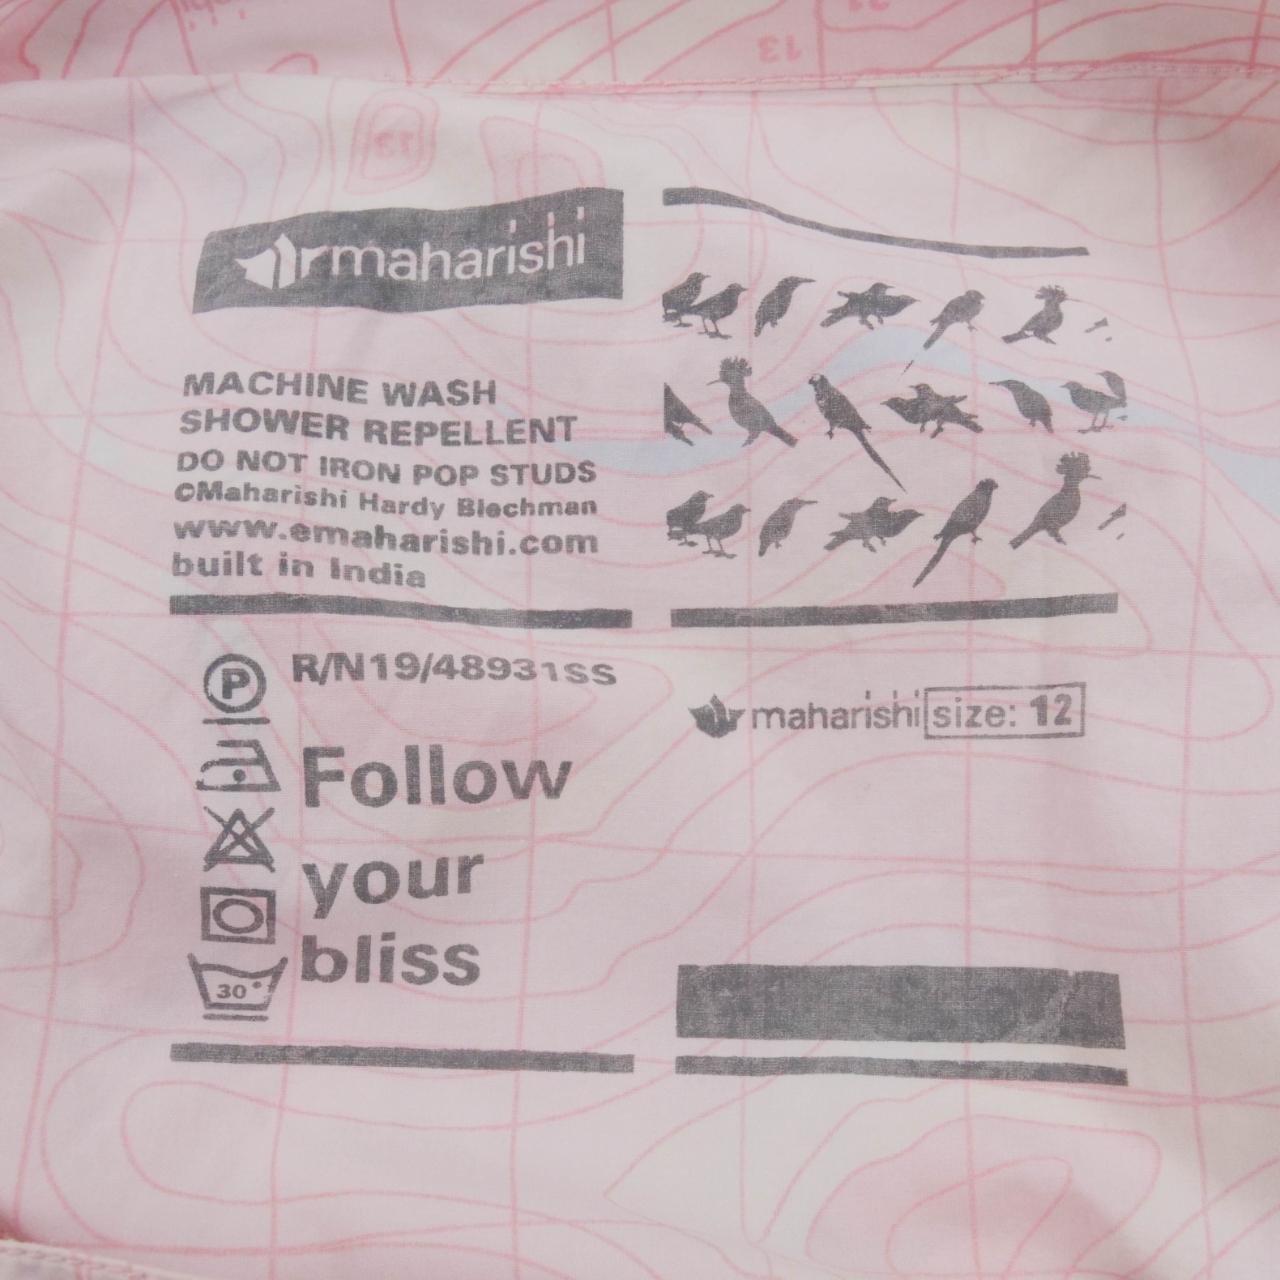 maharishi
MACHINE WASH
SHOWER REPELLENT
DO NOT IRON POP STUDS
©Maharishi Hardy Blechman
www.emaharishi.com
built in India
P
R/N19/48931SS
Follow
your
bliss
30°
maharishi size: 12
13
13